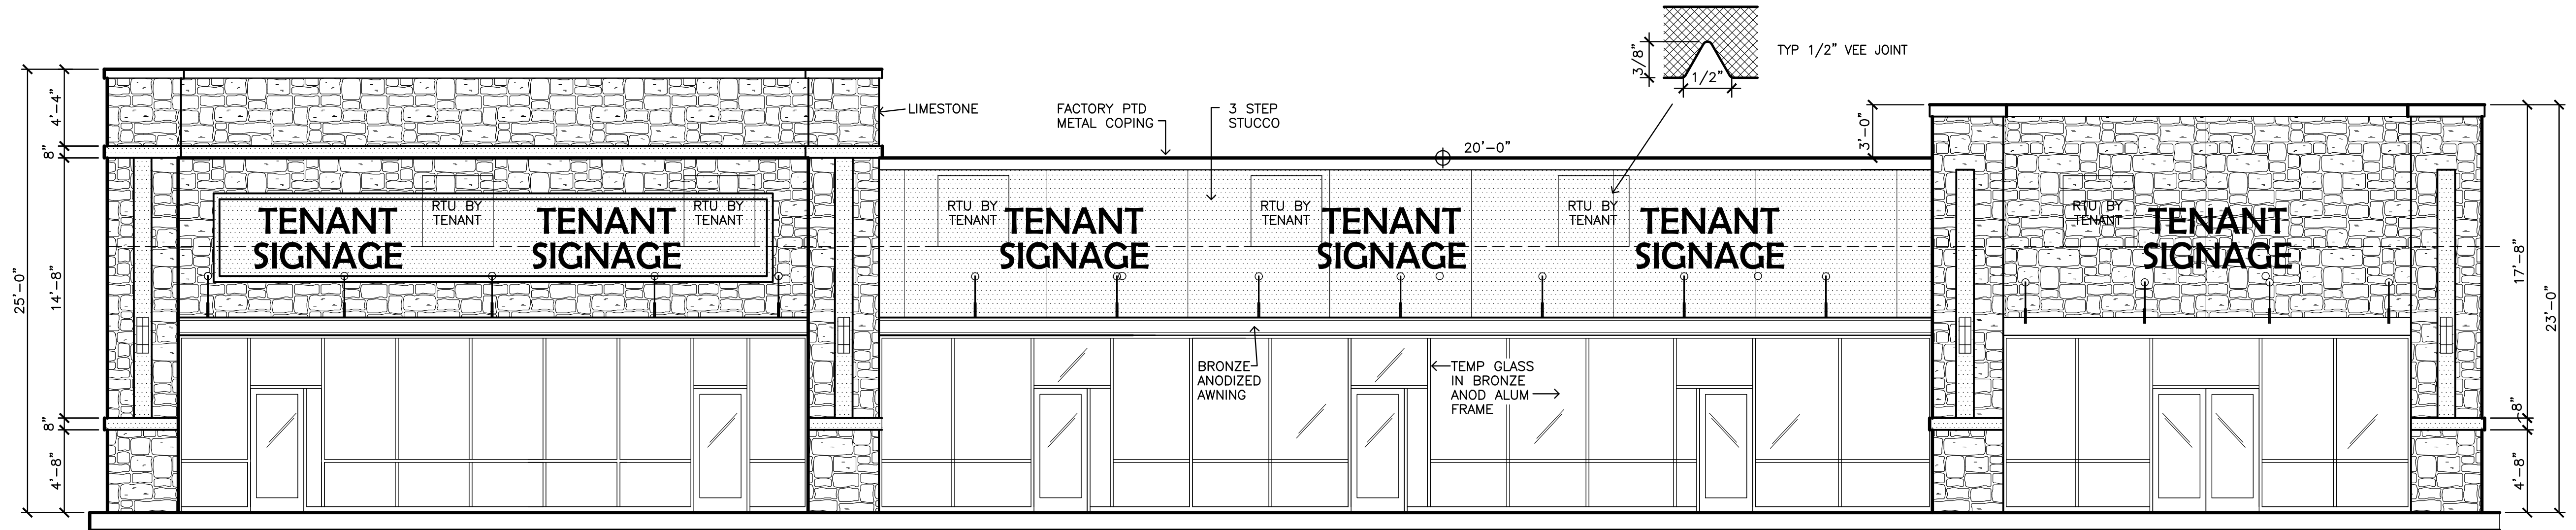 3/8"
1/2"
TYP 1/2" VEE JOINT
25'-0"
4'-4"
8"
14'-8"
8"
4'-8"
LIMESTONE
FACTORY PTD
METAL COPING
3 STEP
STUCCO
20'-0"
3'-0"
RTU BY
TENANT
RTU BY
TENANT
TENANT
SIGNAGE
TENANT
SIGNAGE
RTU BY
TENANT
TENANT
SIGNAGE
RTU BY
TENANT
TENANT
SIGNAGE
RTU BY
TENANT
TENANT
SIGNAGE
RTU BY
TENANT
TENANT
SIGNAGE
BRONZE
ANODIZED
AWNING
TEMP GLASS
IN BRONZE
ANOD ALUM
FRAME
17'-8"
8"
4'-8"
23'-0"